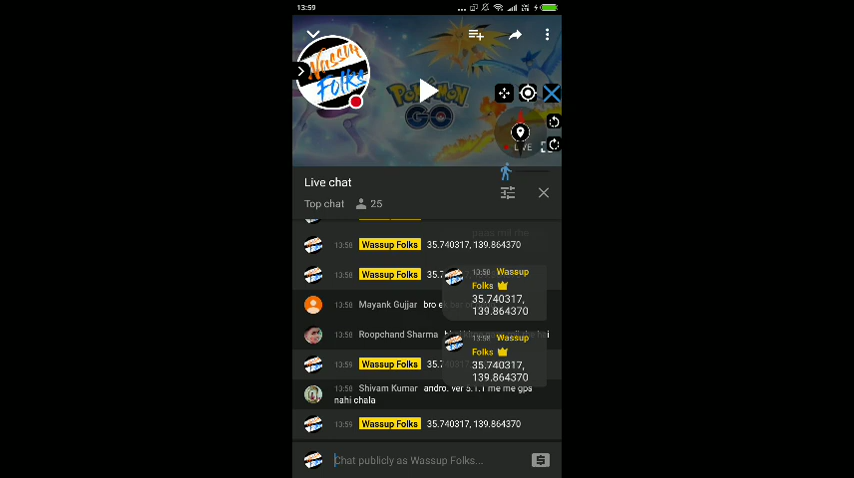 13:59
Wassup
Folks
POKÉMON
GO
LIVE
Live chat
Top chat 25
13:58 Wassup Folks 35.740317, 139.864370
13:58 Wassup Folks 35.7
13:58 Wassup
Folks
35.740317,
139.864370
13:58 Mayank Gujjar bro ek
13:58 Roopchand Sharma
13:58 Wassup
Folks
35.740317,
139.864370
13:59 Wassup Folks 35.7
13:58 Shivam Kumar andro. ver 5.1.1 me me gps
nahi chala
13:59 Wassup Folks 35.740317, 139.864370
Chat publicly as Wassup Folks...